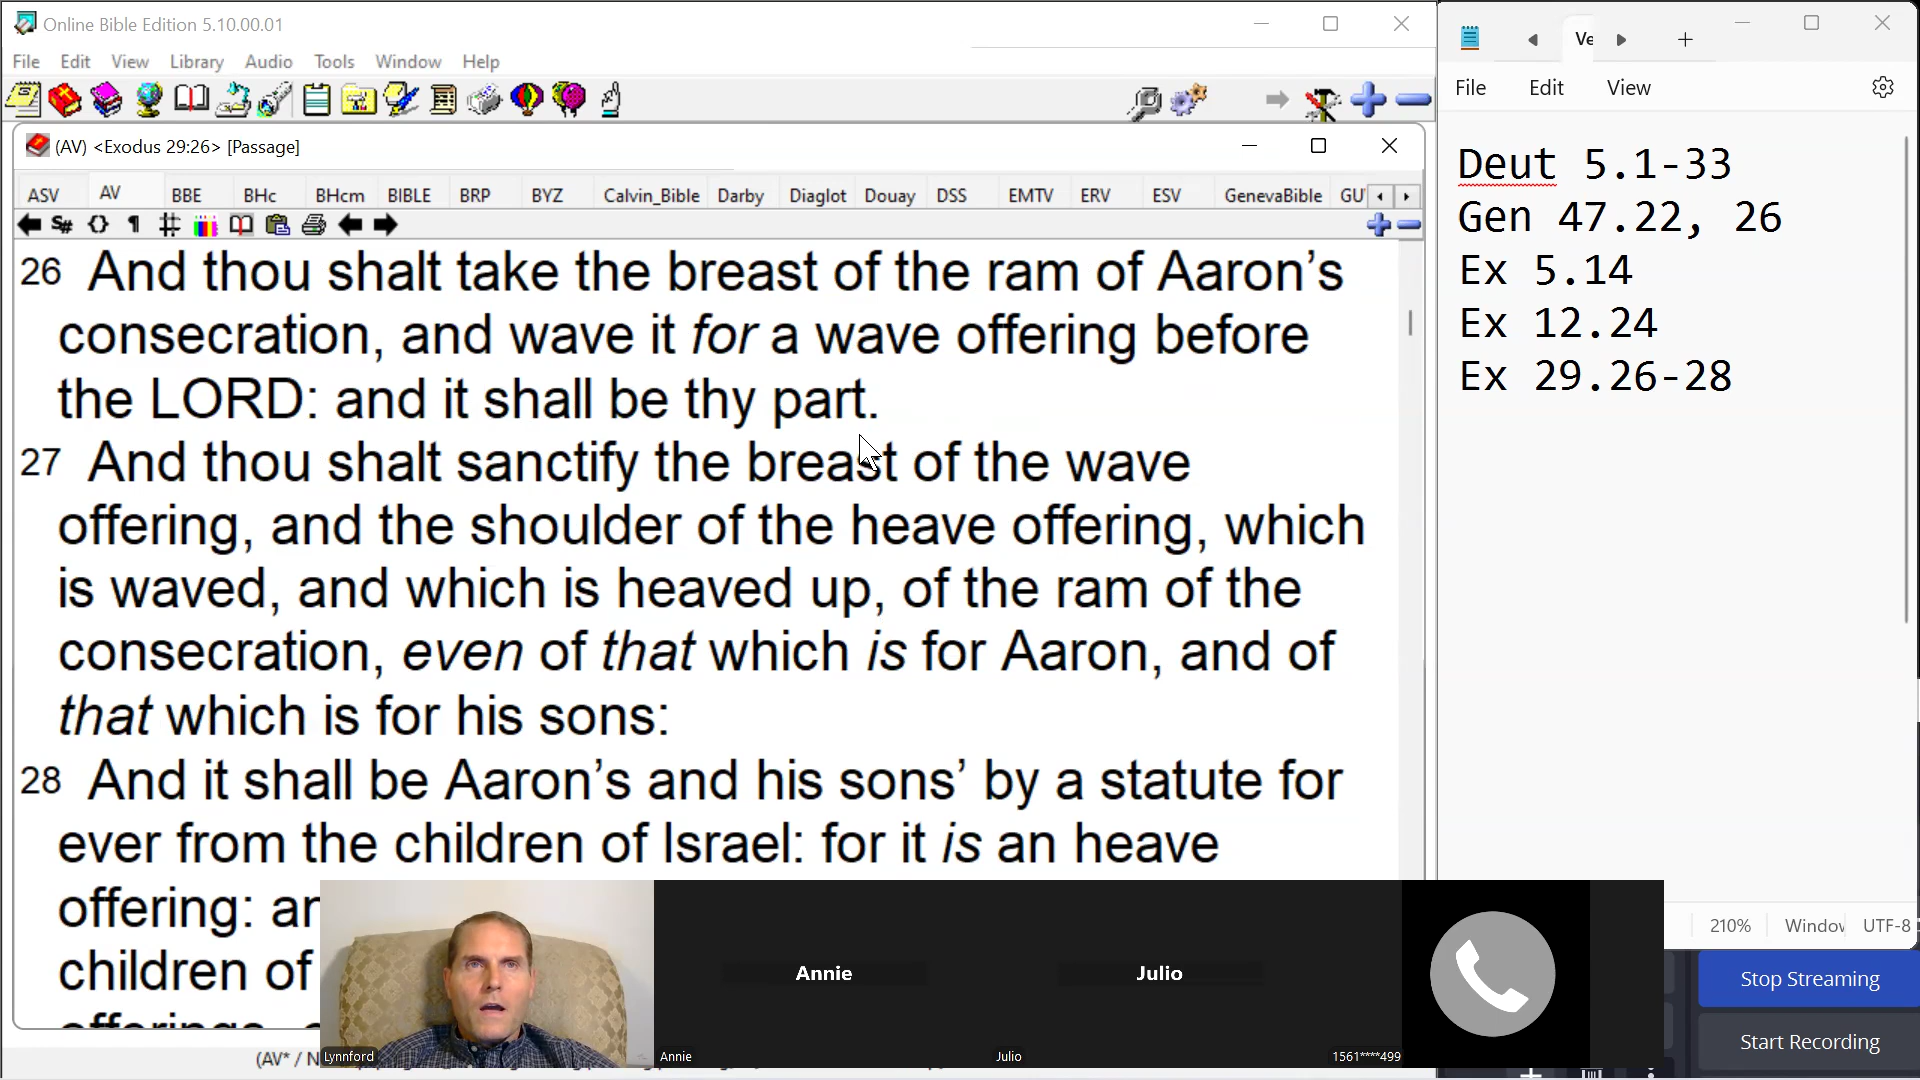 Online Bible Edition 5.10.00.01
File Edit View Library Audio Tools Window Help
(AV) <Exodus 29:26> [Passage]
ASV AV BBE BHc BHcm BIBLE BRP BYZ Calvin_Bible Darby Diaglot Douay DSS EMTV ERV ESV GenevaBible GU
26 And thou shalt take the breast of the ram of Aaron’s
consecration, and wave it for a wave offering before
the LORD: and it shall be thy part.
27 And thou shalt sanctify the breast of the wave
offering, and the shoulder of the heave offering, which
is waved, and which is heaved up, of the ram of the
consecration, even of that which is for Aaron, and of
that which is for his sons:
28 And it shall be Aaron’s and his sons’ by a statute for
ever from the children of Israel: for it is an heave
offering: an
children of
(AV* / N
Lynnford
Annie
Annie
Julio
Julio
1561****499
Ve
File Edit View
Deut 5.1-33
Gen 47.22, 26
Ex 5.14
Ex 12.24
Ex 29.26-28
210% Windov UTF-8
Stop Streaming
Start Recording